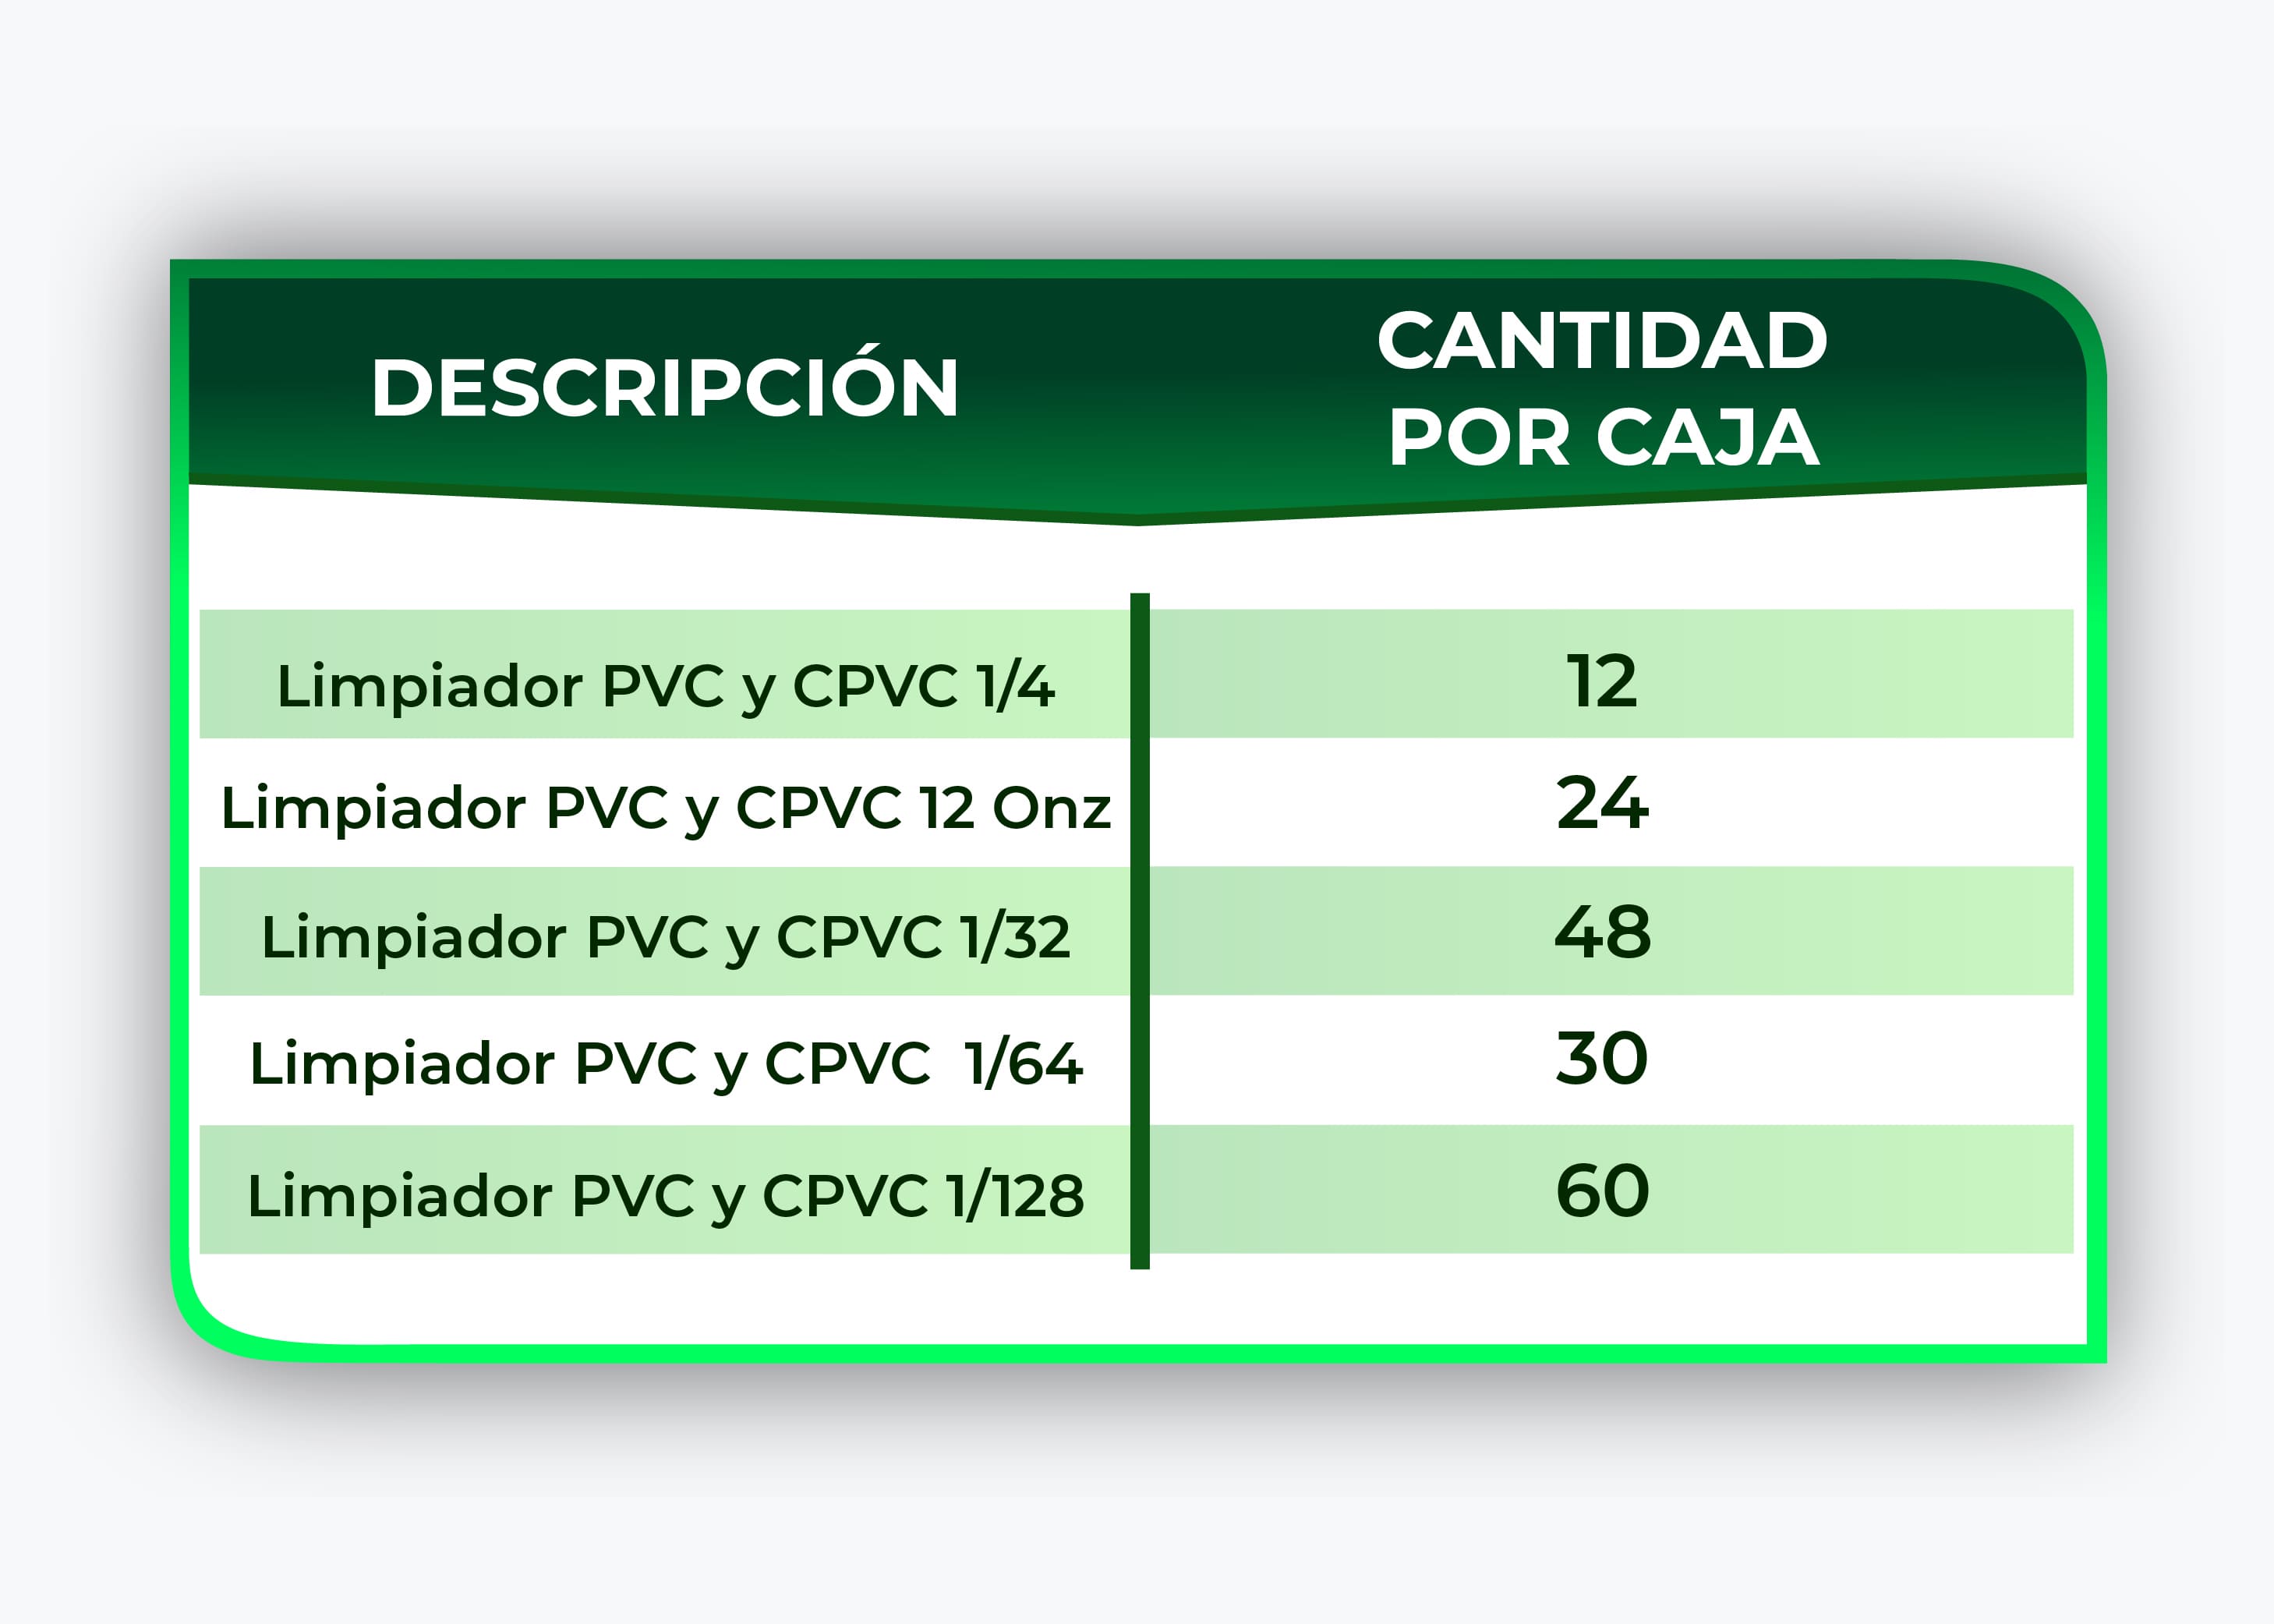 DESCRIPCIÓN
CANTIDAD
POR CAJA
Limpiador PVC y CPVC 1/4
12
Limpiador PVC y CPVC 12 Onz
24
Limpiador PVC y CPVC 1/32
48
Limpiador PVC y CPVC  1/64
30
Limpiador PVC y CPVC 1/128
60